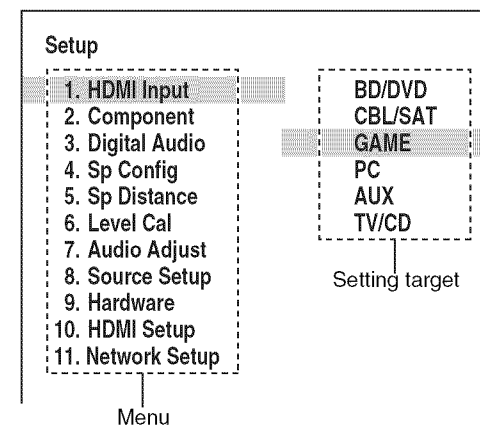 Setup
1. HDMI Input
2. Component
3. Digital Audio
4. Sp Config
5. Sp Distance
6. Level Cal
7. Audio Adjust
8. Source Setup
9. Hardware
10. HDMI Setup
11. Network Setup
Menu
BD/DVD
CBL/SAT
GAME
PC
AUX
TV/CD
Setting target